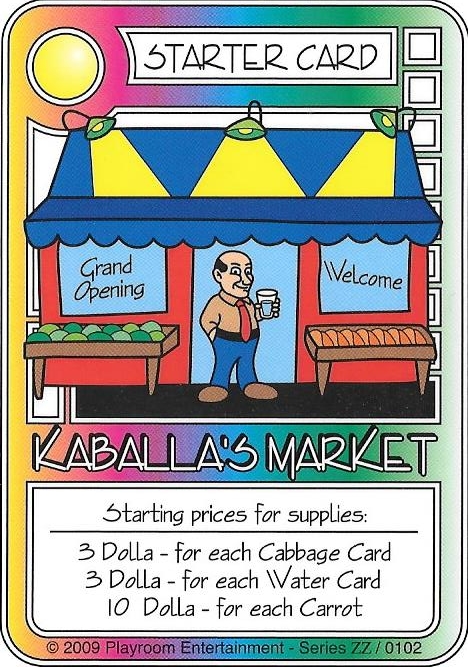 STARTER CARD
Grand
Opening
Welcome
KABALLA'S MARKET
Starting prices for supplies:
3 Dolla - for each Cabbage Card
3 Dolla - for each Water Card
10 Dolla - for each Carrot
© 2009 Playroom Entertainment - Series ZZ / 0102